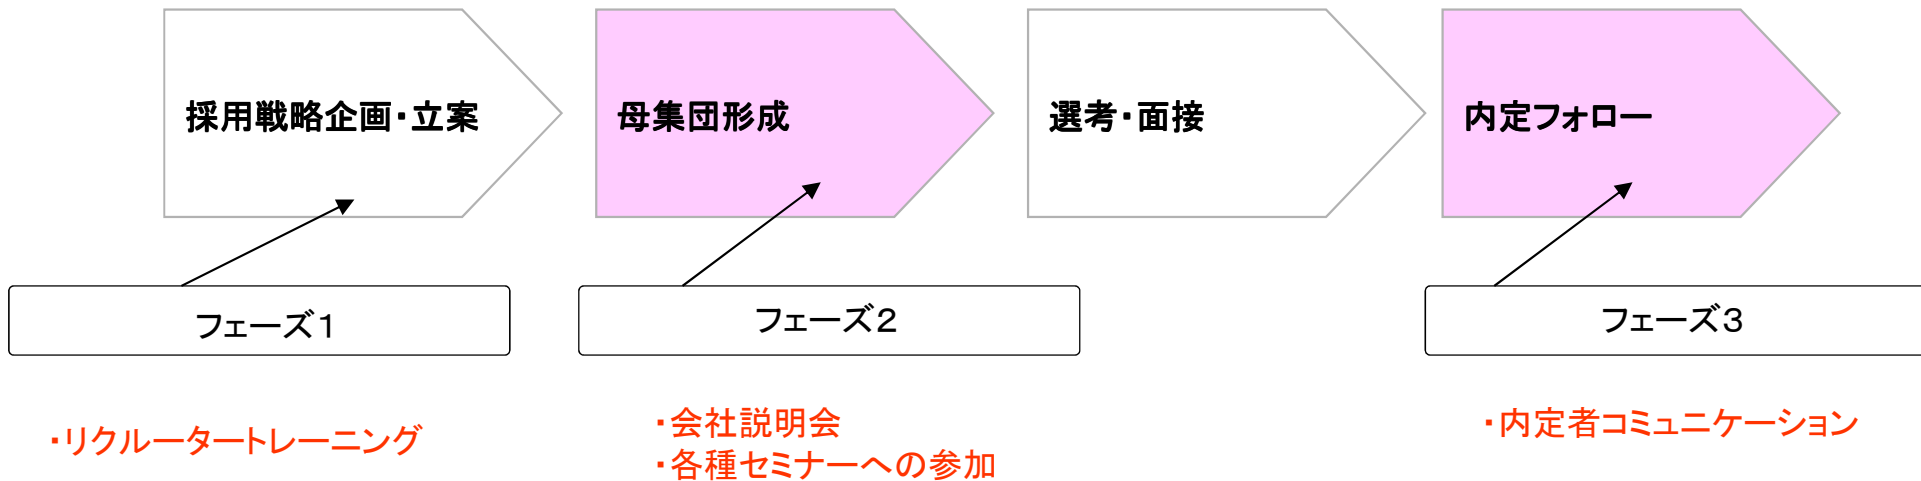 採用戦略企画・立案
母集団形成
選考・面接
内定フォロー
フェーズ１
フェーズ２
フェーズ３
・リクルータートレーニング
・会社説明会
・各種セミナーへの参加
・内定者コミュニケーション